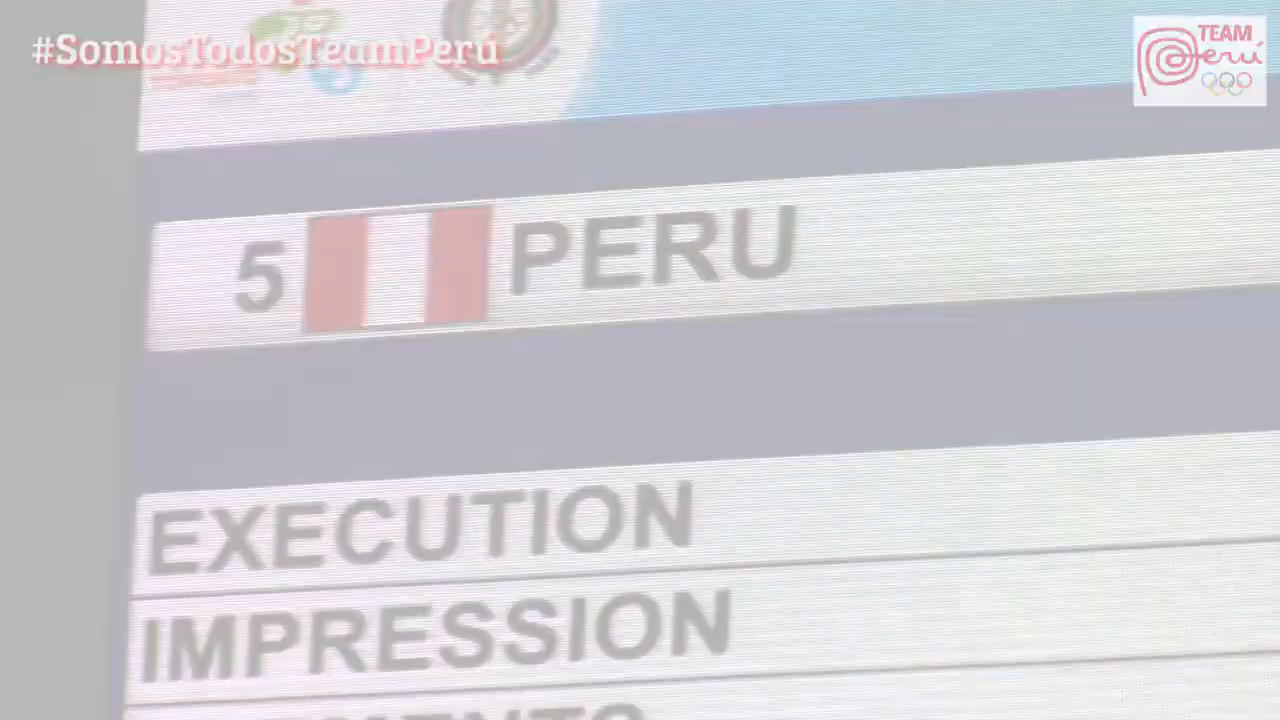 #SomosTodosTeamPerú
TEAM
Perú
5 PERU
EXECUTION
IMPRESSION